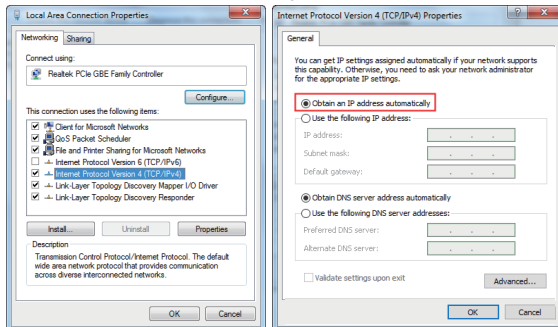 Local Area Connection Properties
Networking
Sharing
Connect using:
Realtek PCIe GBE Family Controller
Configure...
This connection uses the following items:
Client for Microsoft Networks
QoS Packet Scheduler
File and Printer Sharing for Microsoft Networks
Internet Protocol Version 6 (TCP/IPv6)
Internet Protocol Version 4 (TCP/IPv4)
Link-Layer Topology Discovery Mapper I/O Driver
Link-Layer Topology Discovery Responder
Install...
Uninstall
Properties
Description
Transmission Control Protocol/Internet Protocol. The default
wide area network protocol that provides communication
across diverse interconnected networks.
OK
Cancel
Internet Protocol Version 4 (TCP/IPv4) Properties
General
You can get IP settings assigned automatically if your network supports
this capability. Otherwise, you need to ask your network administrator
for the appropriate IP settings.
Obtain an IP address automatically
Use the following IP address:
IP address:
Subnet mask:
Default gateway:
Obtain DNS server address automatically
Use the following DNS server addresses:
Preferred DNS server:
Alternate DNS server:
Validate settings upon exit
Advanced...
OK
Cancel